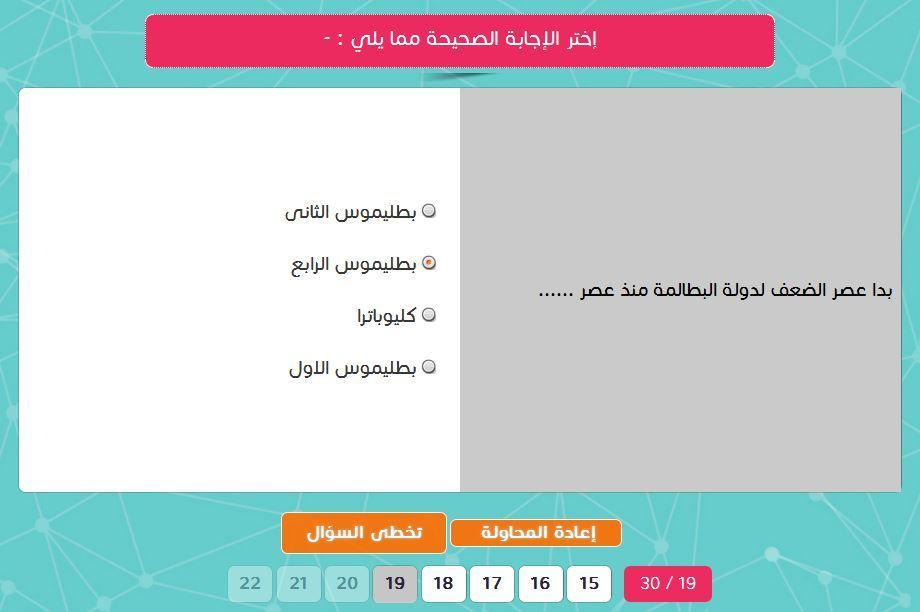 إختر الإجابة الصحيحة مما يلي : -
بدا عصر الضعف لدولة البطالمة منذ عصر ......
بطليموس الثانى
بطليموس الرابع
كليوباترا
بطليموس الاول
إعادة المحاولة
تخطى السؤال
30 / 19
15 16 17 18 19 20 21 22